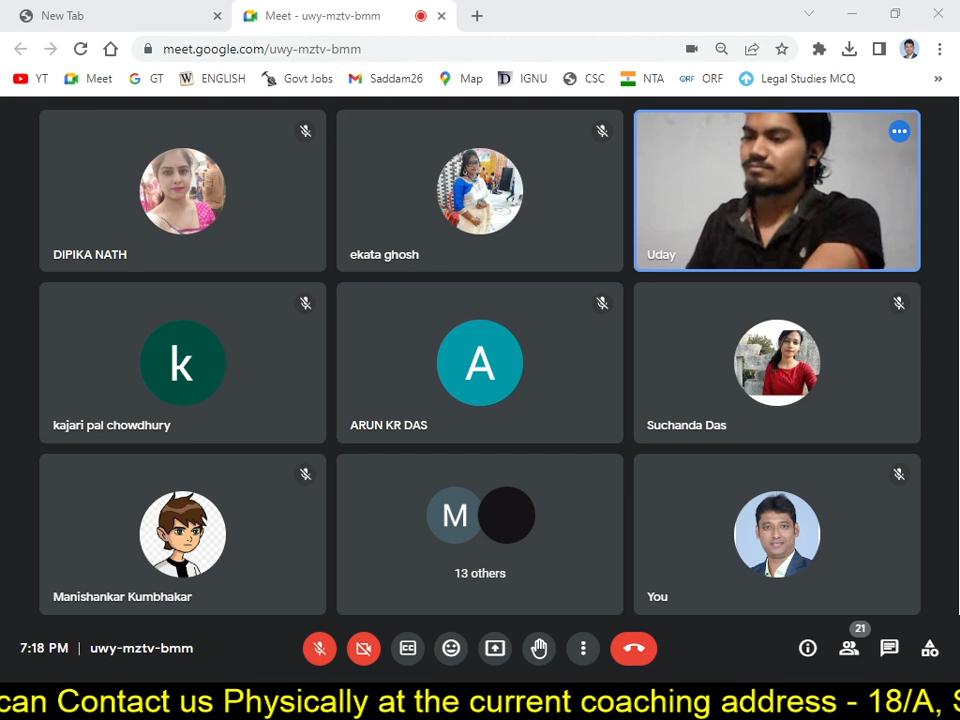 New Tab
Meet - uwy-mztv-bmm
meet.google.com/uwy-mztv-bmm
YT Meet GT ENGLISH Govt Jobs Saddam26 Map IGNU CSC NTA ORF ORF Legal Studies MCQ »
DIPIKA NATH
ekata ghosh
Uday
k
kajari pal chowdhury
A
ARUN KR DAS
Suchanda Das
Manishankar Kumbhakar
M
13 others
You
7:18 PM | uwy-mztv-bmm
21
can Contact us Physically at the current coaching address - 18/A, S